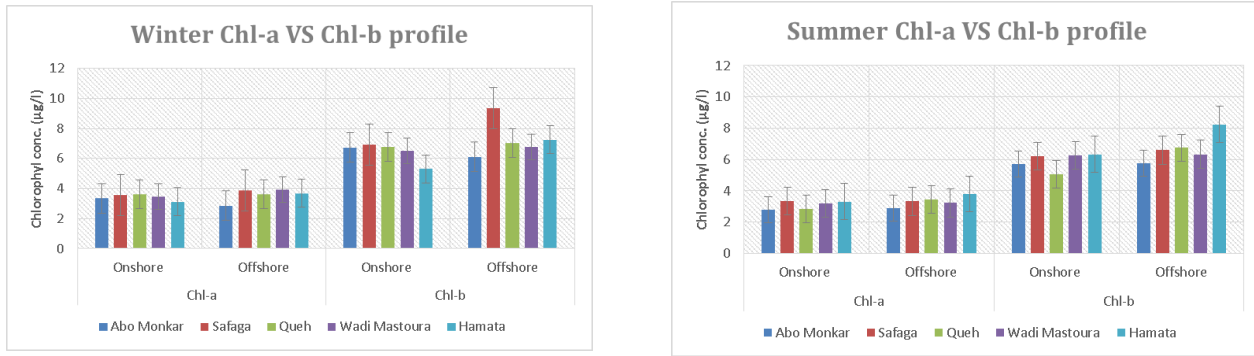 Winter Chl-a VS Chl-b profile
Chlorophyl conc. (µg/l)
12
10
8
6
4
2
0
Onshore Offshore Onshore Offshore
Chl-a Chl-b
Abo Monkar Safaga Queh Wadi Mastoura Hamata
Summer Chl-a VS Chl-b profile
Chlorophyl conc. (µg/l)
12
10
8
6
4
2
0
Onshore Offshore Onshore Offshore
Chl-a Chl-b
Abo Monkar Safaga Queh Wadi Mastoura Hamata